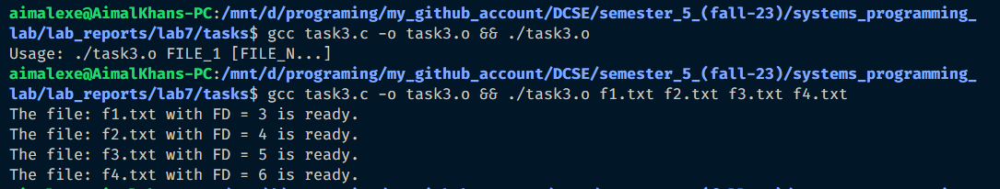 aimalexe@AimalKhans-PC:/mnt/d/programing/my_github_account/DCSE/semester_5_(fall-23)/systems_programming_
lab/lab_reports/lab7/tasks$ gcc task3.c -o task3.o && ./task3.o
Usage: ./task3.o FILE_1 [FILE_N...]
aimalexe@AimalKhans-PC:/mnt/d/programing/my_github_account/DCSE/semester_5_(fall-23)/systems_programming_
lab/lab_reports/lab7/tasks$ gcc task3.c -o task3.o && ./task3.o f1.txt f2.txt f3.txt f4.txt
The file: f1.txt with FD = 3 is ready.
The file: f2.txt with FD = 4 is ready.
The file: f3.txt with FD = 5 is ready.
The file: f4.txt with FD = 6 is ready.